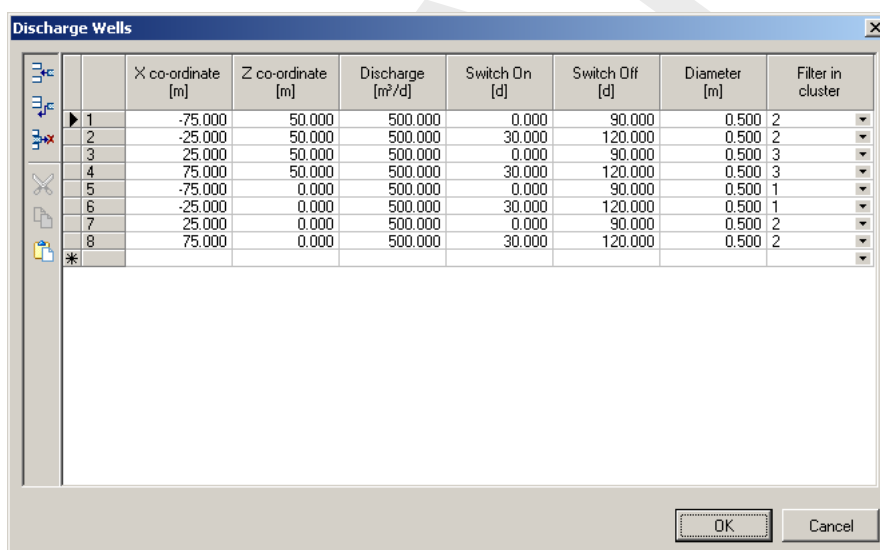 Discharge Wells
X co-ordinate [m] Z co-ordinate [m] Discharge [m³/d] Switch On [d] Switch Off [d] Diameter [m] Filter in cluster
1 -75.000 50.000 500.000 0.000 90.000 0.500 2
2 -25.000 50.000 500.000 30.000 120.000 0.500 2
3 25.000 50.000 500.000 0.000 90.000 0.500 3
4 75.000 50.000 500.000 30.000 120.000 0.500 3
5 -75.000 0.000 500.000 0.000 90.000 0.500 1
6 -25.000 0.000 500.000 30.000 120.000 0.500 1
7 25.000 0.000 500.000 0.000 90.000 0.500 2
8 75.000 0.000 500.000 30.000 120.000 0.500 2
OK Cancel